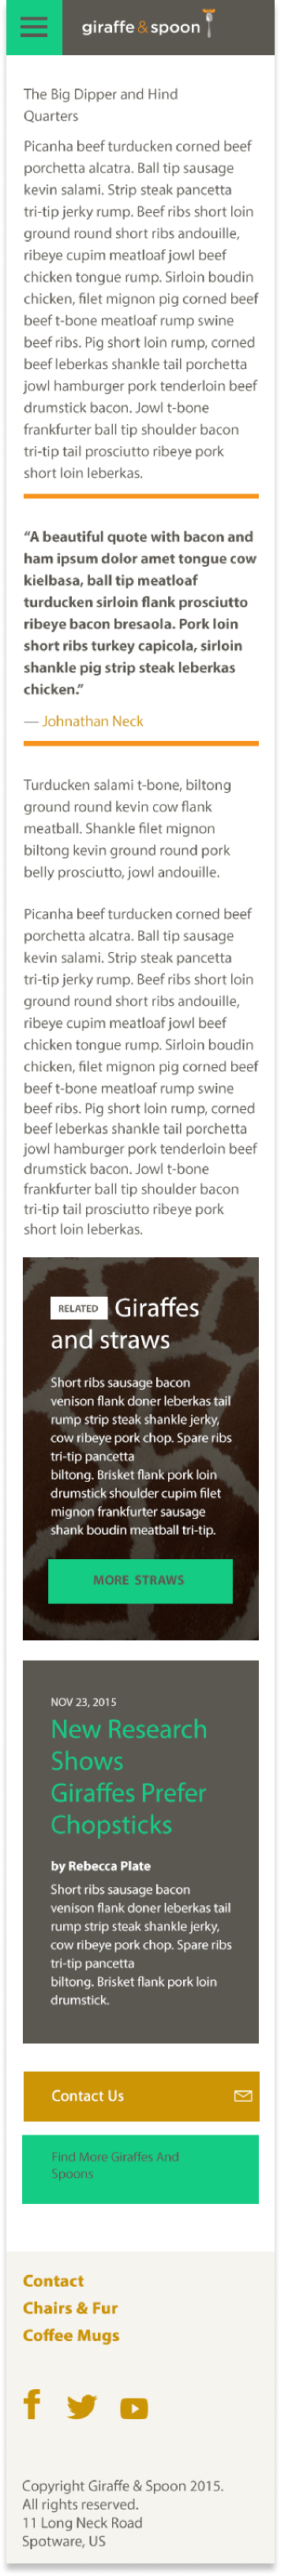 giraffe & spoon
The Big Dipper and Hind
Quarters
Picanha beef turducken corned beef
porchetta alcatra. Ball tip sausage
kevin salami. Strip steak pancetta
tri-tip jerky rump. Beef ribs short loin
ground round short ribs andouille,
ribeye cupim meatloaf jowl beef
chicken tongue rump. Sirloin boudin
chicken, filet mignon pig corned beef
beef t-bone meatloaf rump swine
beef ribs. Pig short loin rump, corned
beef leberkas shankle tail porchetta
jowl hamburger pork tenderloin beef
drumstick bacon. Jowl t-bone
frankfurter ball tip shoulder bacon
tri-tip tail prosciutto ribeye pork
short loin leberkas.
“A beautiful quote with bacon and
ham ipsum dolor amet tongue cow
kielbasa, ball tip meatloaf
turducken sirloin flank prosciutto
ribeye bacon bresaola. Pork loin
short ribs turkey capicola, sirloin
shankle pig strip steak leberkas
chicken.”
— Johnathan Neck
Turducken salami t-bone, biltong
ground round kevin cow flank
meatball. Shankle filet mignon
biltong kevin ground round pork
belly prosciutto, jowl andouille.
Picanha beef turducken corned beef
porchetta alcatra. Ball tip sausage
kevin salami. Strip steak pancetta
tri-tip jerky rump. Beef ribs short loin
ground round short ribs andouille,
ribeye cupim meatloaf jowl beef
chicken tongue rump. Sirloin boudin
chicken, filet mignon pig corned beef
beef t-bone meatloaf rump swine
beef ribs. Pig short loin rump, corned
beef leberkas shankle tail porchetta
jowl hamburger pork tenderloin beef
drumstick bacon. Jowl t-bone
frankfurter ball tip shoulder bacon
tri-tip tail prosciutto ribeye pork
short loin leberkas.
RELATED Giraffes
and straws
Short ribs sausage bacon
venison flank doner leberkas tail
rump strip steak shankle jerky,
cow ribeye pork chop. Spare ribs
tri-tip pancetta
biltong. Brisket flank pork loin
drumstick shoulder cupim filet
mignon frankfurter sausage
shank boudin meatball tri-tip.
MORE STRAWS
NOV 23, 2015
New Research
Shows
Giraffes Prefer
Chopsticks
by Rebecca Plate
Short ribs sausage bacon
venison flank doner leberkas tail
rump strip steak shankle jerky,
cow ribeye pork chop. Spare ribs
tri-tip pancetta
biltong. Brisket flank pork loin
drumstick.
Contact Us
Find More Giraffes And
Spoons
Contact
Chairs & Fur
Coffee Mugs
Copyright Giraffe & Spoon 2015.
All rights reserved.
11 Long Neck Road
Spotware, US